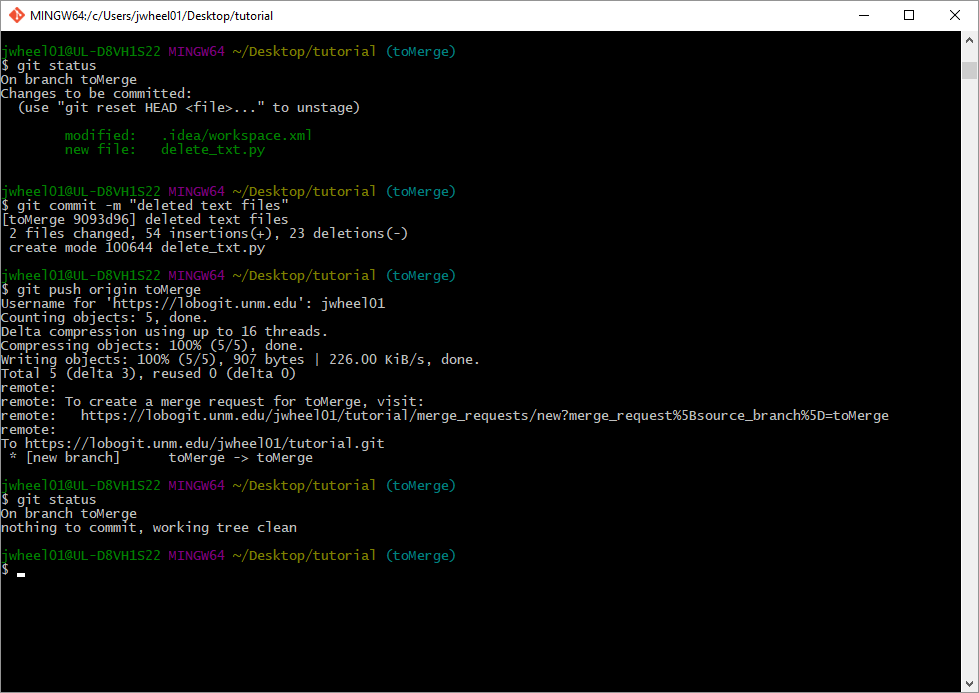 MINGW64:/c/Users/jwheel01/Desktop/tutorial
jwheel01@UL-D8VH1S22 MINGW64 ~/Desktop/tutorial (toMerge)
$ git status
On branch toMerge
Changes to be committed:
  (use "git reset HEAD <file>..." to unstage)
        modified:   .idea/workspace.xml
        new file:   delete_txt.py
jwheel01@UL-D8VH1S22 MINGW64 ~/Desktop/tutorial (toMerge)
$ git commit -m "deleted text files"
[toMerge 9093d96] deleted text files
 2 files changed, 54 insertions(+), 23 deletions(-)
 create mode 100644 delete_txt.py
jwheel01@UL-D8VH1S22 MINGW64 ~/Desktop/tutorial (toMerge)
$ git push origin toMerge
Username for 'https://lobogit.unm.edu': jwheel01
Counting objects: 5, done.
Delta compression using up to 16 threads.
Compressing objects: 100% (5/5), done.
Writing objects: 100% (5/5), 907 bytes | 226.00 KiB/s, done.
Total 5 (delta 3), reused 0 (delta 0)
remote:
remote: To create a merge request for toMerge, visit:
remote:   https://lobogit.unm.edu/jwheel01/tutorial/merge_requests/new?merge_request%5Bsource_branch%5D=toMerge
remote:
To https://lobogit.unm.edu/jwheel01/tutorial.git
 * [new branch]      toMerge -> toMerge
jwheel01@UL-D8VH1S22 MINGW64 ~/Desktop/tutorial (toMerge)
$ git status
On branch toMerge
nothing to commit, working tree clean
jwheel01@UL-D8VH1S22 MINGW64 ~/Desktop/tutorial (toMerge)
$